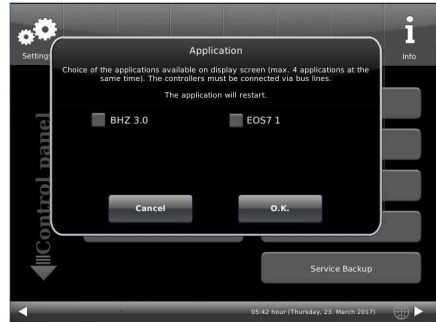 Settings
i
Info
Application
Choice of the applications available on display screen (max. 4 applications at the
same time). The controllers must be connected via bus lines.
The application will restart.
BHZ 3.0
EOS7 1
Cancel
O.K.
Control panel
Service Backup
05:42 hour (Thursday, 23. March 2017)